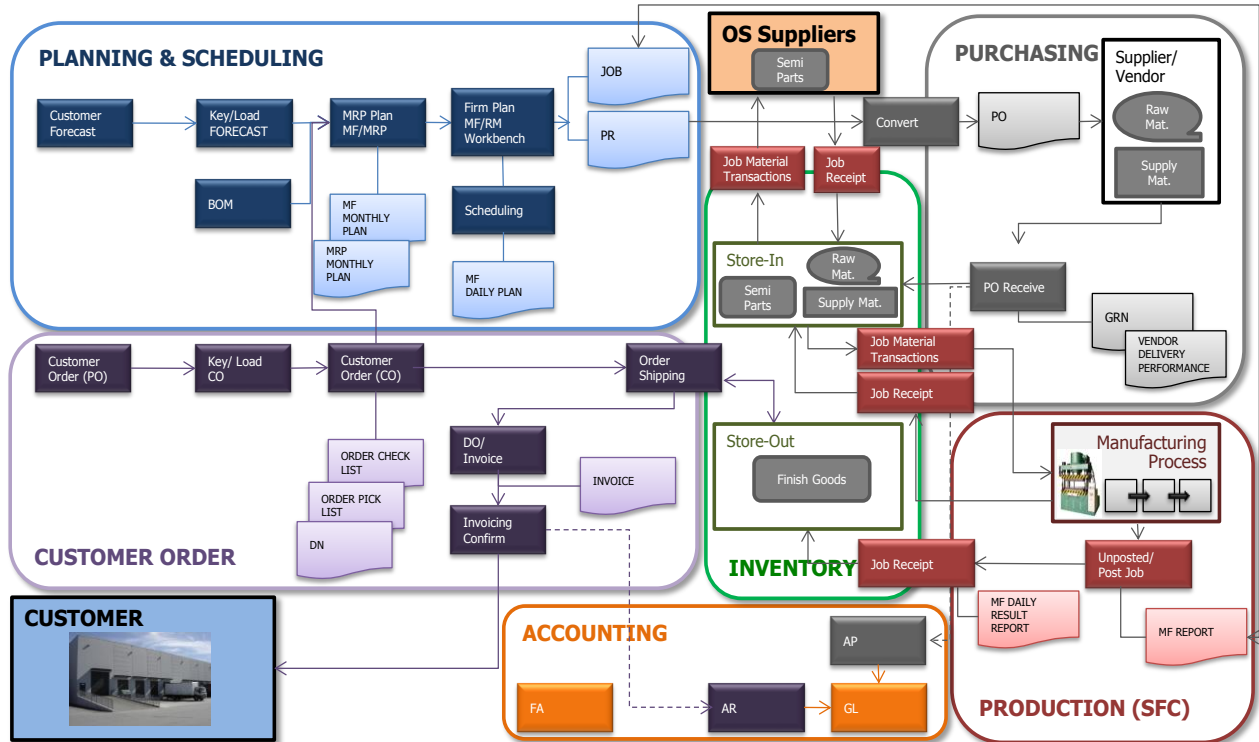 PLANNING & SCHEDULING
Customer
Forecast
Key/Load
FORECAST
MRP Plan
MF/MRP
Firm Plan
MF/RM
Workbench
JOB
PR
BOM
Scheduling
MF
MONTHLY
PLAN
MRP
MONTHLY
PLAN
MF
DAILY PLAN
OS Suppliers
Semi
Parts
Job Material
Transactions
Job
Receipt
PURCHASING
Convert
PO
Supplier/
Vendor
Raw
Mat.
Supply
Mat.
PO Receive
GRN
VENDOR
DELIVERY
PERFORMANCE
Store-In
Raw
Mat.
Semi
Parts
Supply Mat.
Job Material
Transactions
Job Receipt
Store-Out
Finish Goods
INVENTORY
Job Receipt
Customer
Order (PO)
Key/ Load
CO
Customer
Order (CO)
Order
Shipping
DO/
Invoice
INVOICE
Invoicing
Confirm
ORDER CHECK
LIST
ORDER PICK
LIST
DN
CUSTOMER ORDER
Manufacturing
Process
Unposted/
Post Job
MF DAILY
RESULT
REPORT
MF REPORT
PRODUCTION (SFC)
CUSTOMER
ACCOUNTING
AP
FA
AR
GL